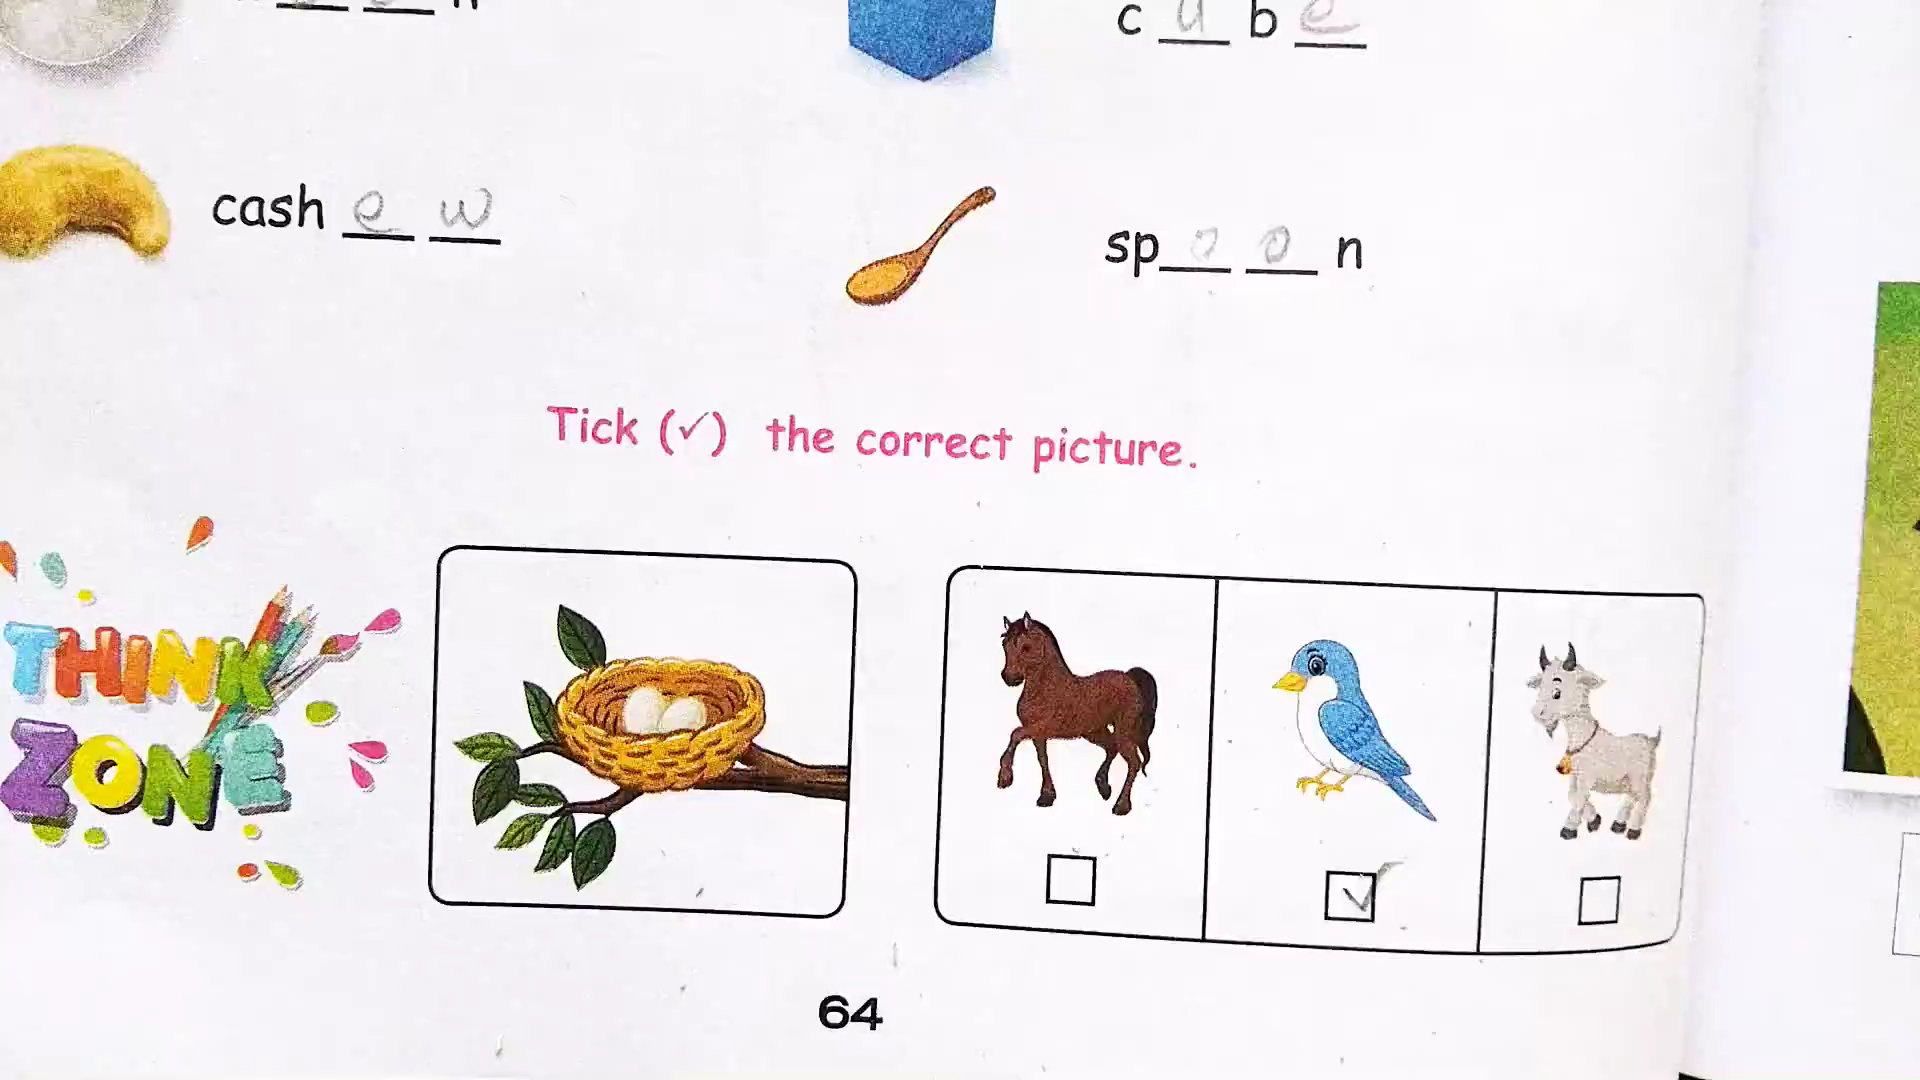 c u b e
cash e w
sp o o n
Tick (✓) the correct picture.
THINK
ZONE
64